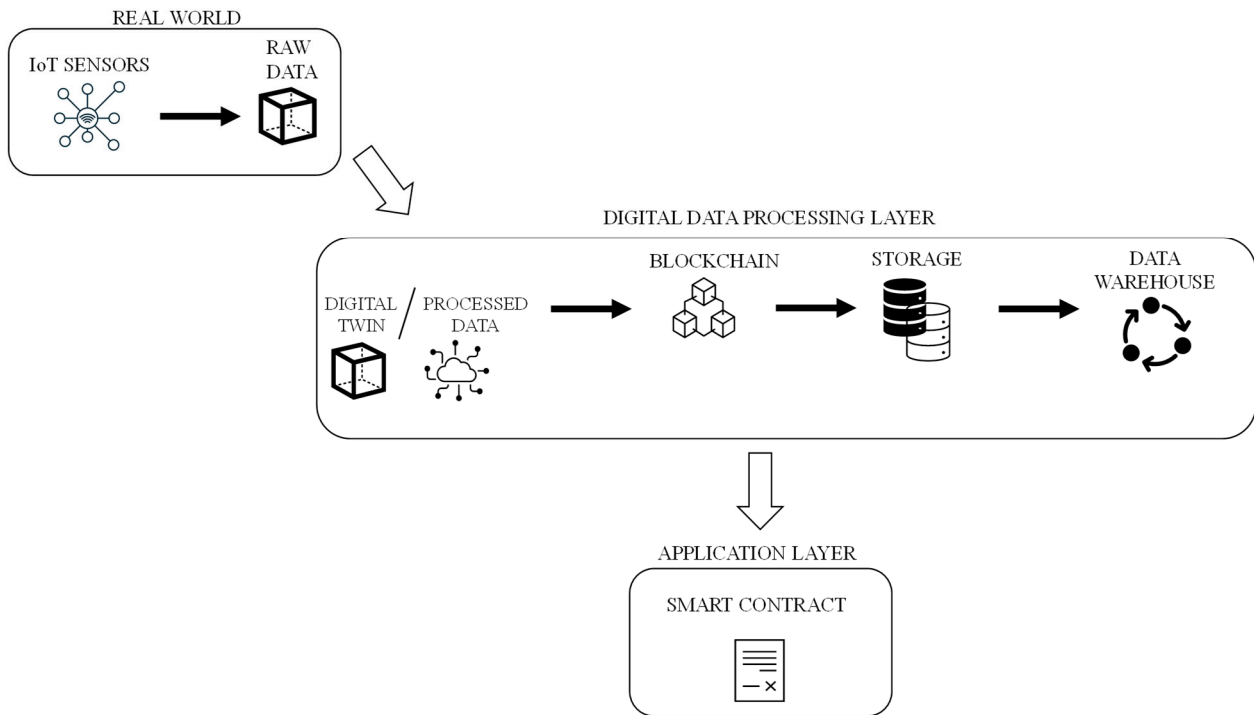 REAL WORLD
IoT SENSORS
RAW
DATA
DIGITAL DATA PROCESSING LAYER
DIGITAL
TWIN
PROCESSED
DATA
BLOCKCHAIN
STORAGE
DATA
WAREHOUSE
APPLICATION LAYER
SMART CONTRACT